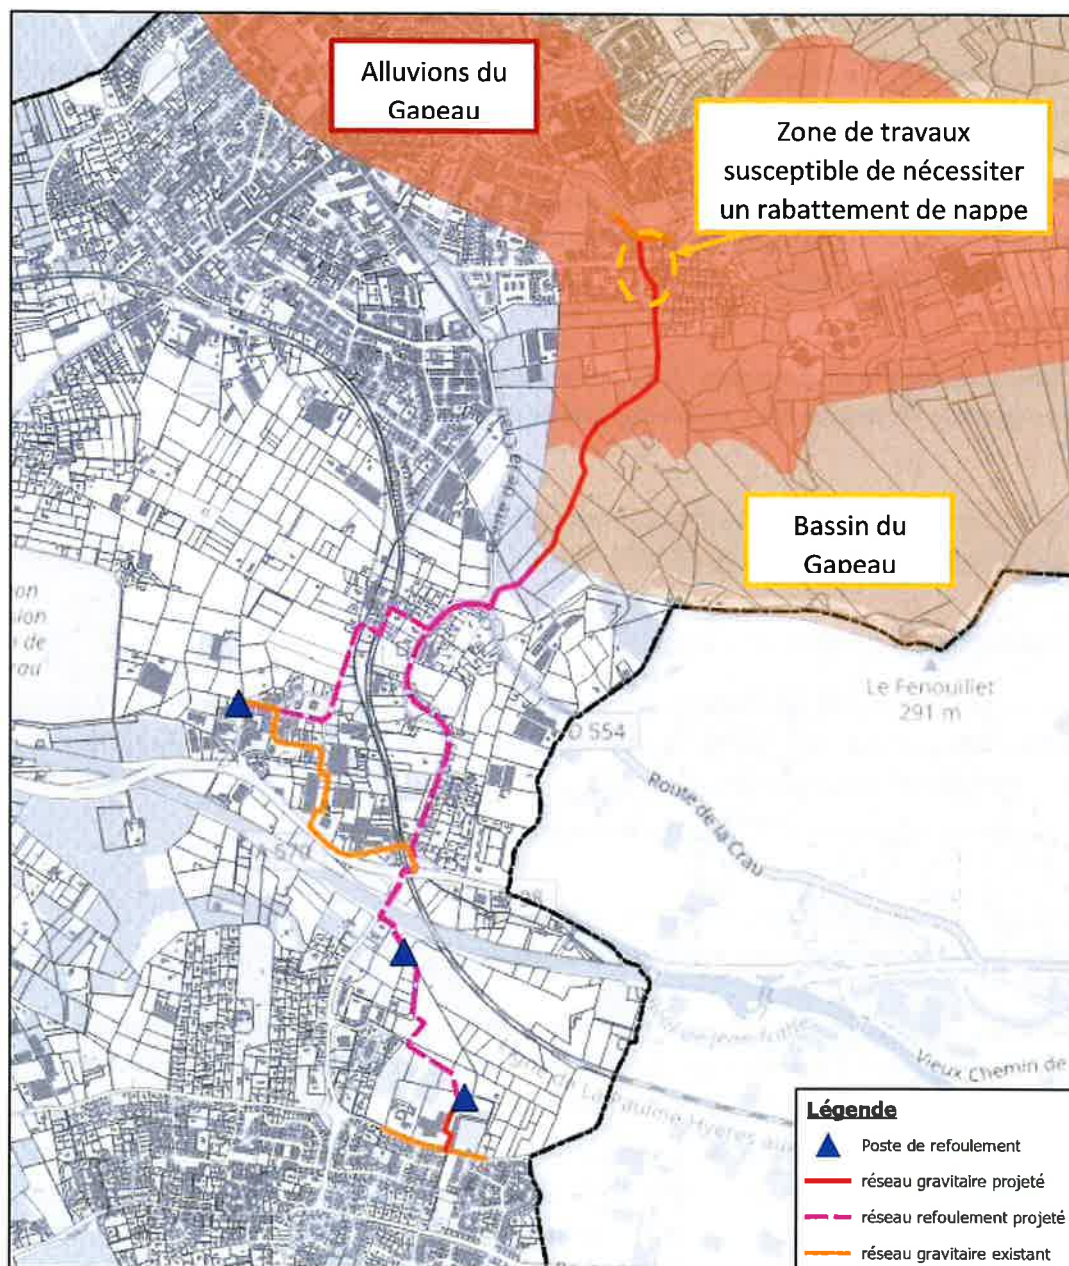 Alluvions du
Gapeau
Zone de travaux
susceptible de nécessiter
un rabattement de nappe
Bassin du
Gapeau
Le Fenouillet
291 m
D 554
Route de la Crau
Vieux Chemin de
Légende
Poste de refoulement
réseau gravitaire projeté
réseau refoulement projeté
réseau gravitaire existant